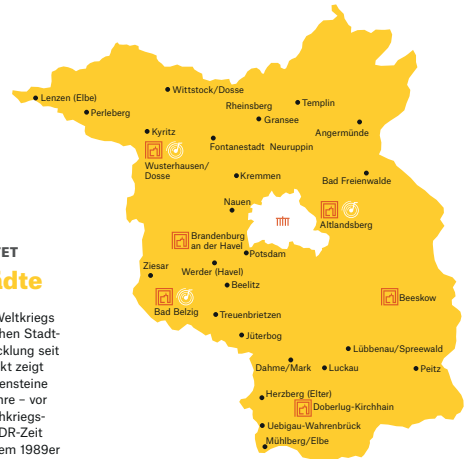 Wittstock/Dosse
Lenzen (Elbe)
Rheinsberg
Templin
Perleberg
Gransee
Angermünde
Kyritz
Fontanestadt Neuruppin
Wusterhausen/
Dosse
Kremmen
Bad Freienwalde
Nauen
Altlandsberg
Brandenburg
an der Havel
Potsdam
Ziesar
Werder (Havel)
Beelitz
Beeskow
Bad Belzig
Treuenbrietzen
Jüterbog
Lübbenau/Spreewald
Dahme/Mark
Luckau
Peitz
Herzberg (Elter)
Doberlug-Kirchhain
Uebigau-Wahrenbrück
Mühlberg/Elbe
TET
dte
Weltkriegs
chen Stadt-
cklung seit
kt zeigt
ensteine
hre – vor
hkriegs-
DR-Zeit
em 1989er